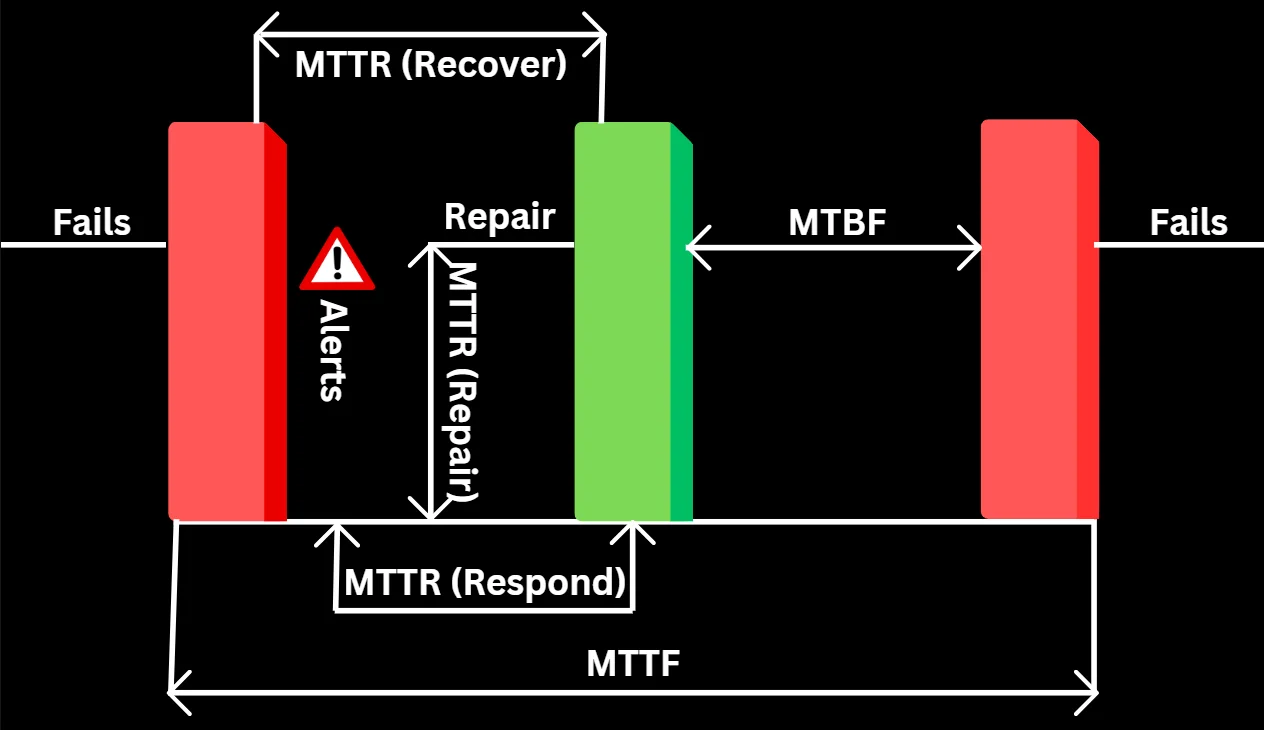 MTTR (Recover)
Fails
Repair
MTBF
Fails
Alerts
MTTR (Repair)
MTTR (Respond)
MTTF